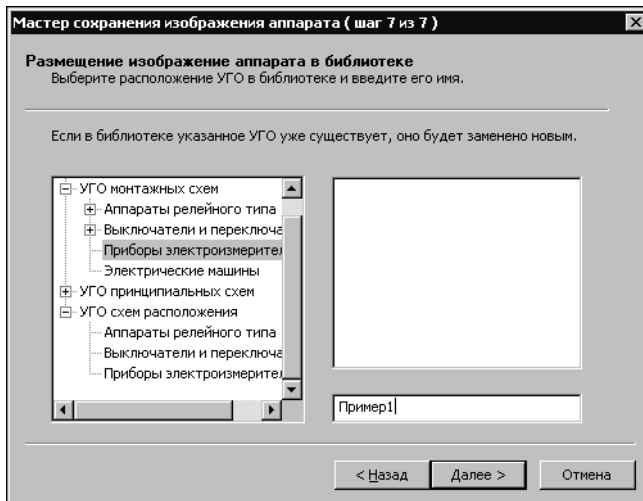 Мастер сохранения изображения аппарата ( шаг 7 из 7 )
Размещение изображение аппарата в библиотеке
Выберите расположение УГО в библиотеке и введите его имя.
Если в библиотеке указанное УГО уже существует, оно будет заменено новым.
УГО монтажных схем
Аппараты релейного типа
Выключатели и переключа
Приборы электроизмерител
Электрические машины
УГО принципиальных схем
УГО схем расположения
Аппараты релейного типа
Выключатели и переключа
Приборы электроизмерител
Пример1
< Назад Далее > Отмена